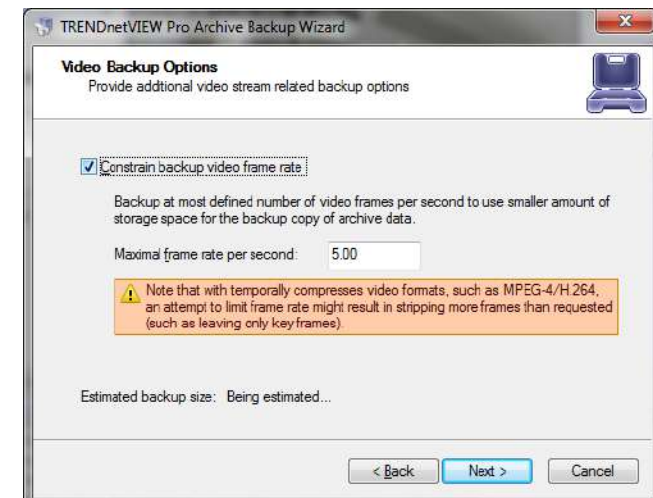 TRENDnetVIEW Pro Archive Backup Wizard
Video Backup Options
Provide addtional video stream related backup options
Constrain backup video frame rate
Backup at most defined number of video frames per second to use smaller amount of
storage space for the backup copy of archive data.
Maximal frame rate per second: 5.00
Note that with temporally compresses video formats, such as MPEG-4/H.264,
an attempt to limit frame rate might result in stripping more frames than requested
(such as leaving only key frames).
Estimated backup size: Being estimated...
< Back Next > Cancel